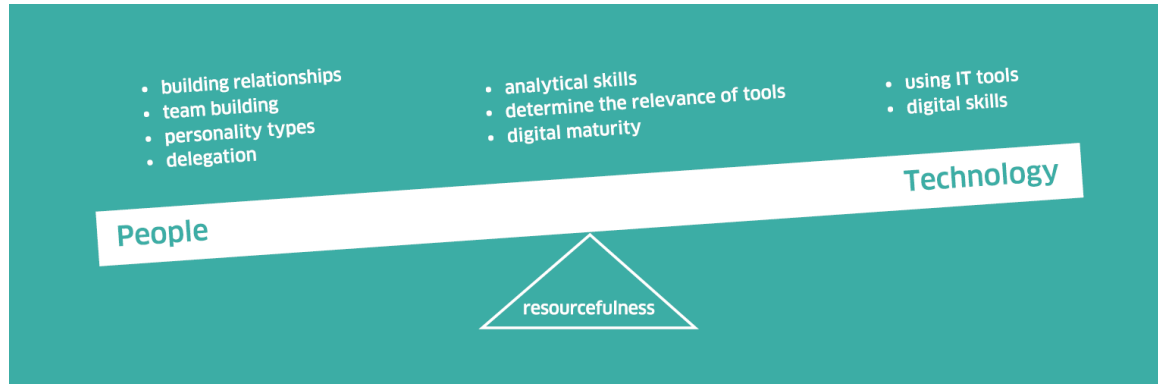 • building relationships
• team building
• personality types
• delegation
• analytical skills
• determine the relevance of tools
• digital maturity
• using IT tools
• digital skills
People
Technology
resourcefulness